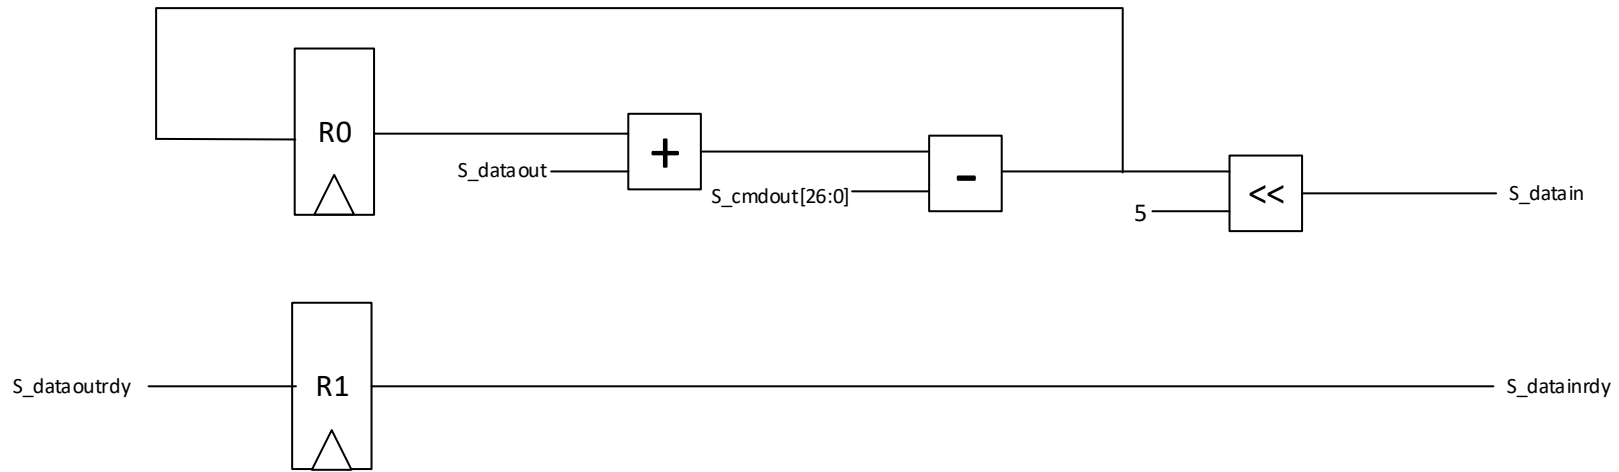 R0
+
S_dataout
-
S_cmdout[26:0]
<<
5
S_datain
S_dataoutrdy
R1
S_datainrdy